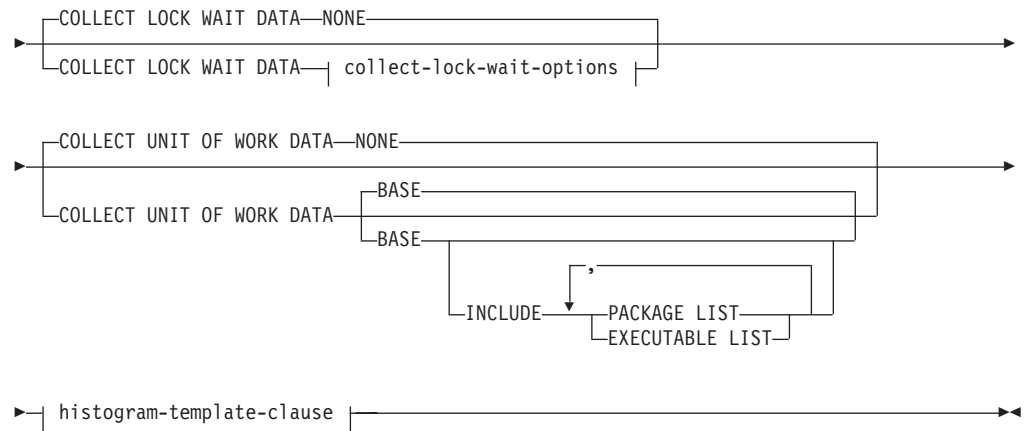 COLLECT LOCK WAIT DATA NONE
COLLECT LOCK WAIT DATA collect-lock-wait-options
COLLECT UNIT OF WORK DATA NONE
BASE
COLLECT UNIT OF WORK DATA
BASE
,
INCLUDE PACKAGE LIST
EXECUTABLE LIST
histogram-template-clause